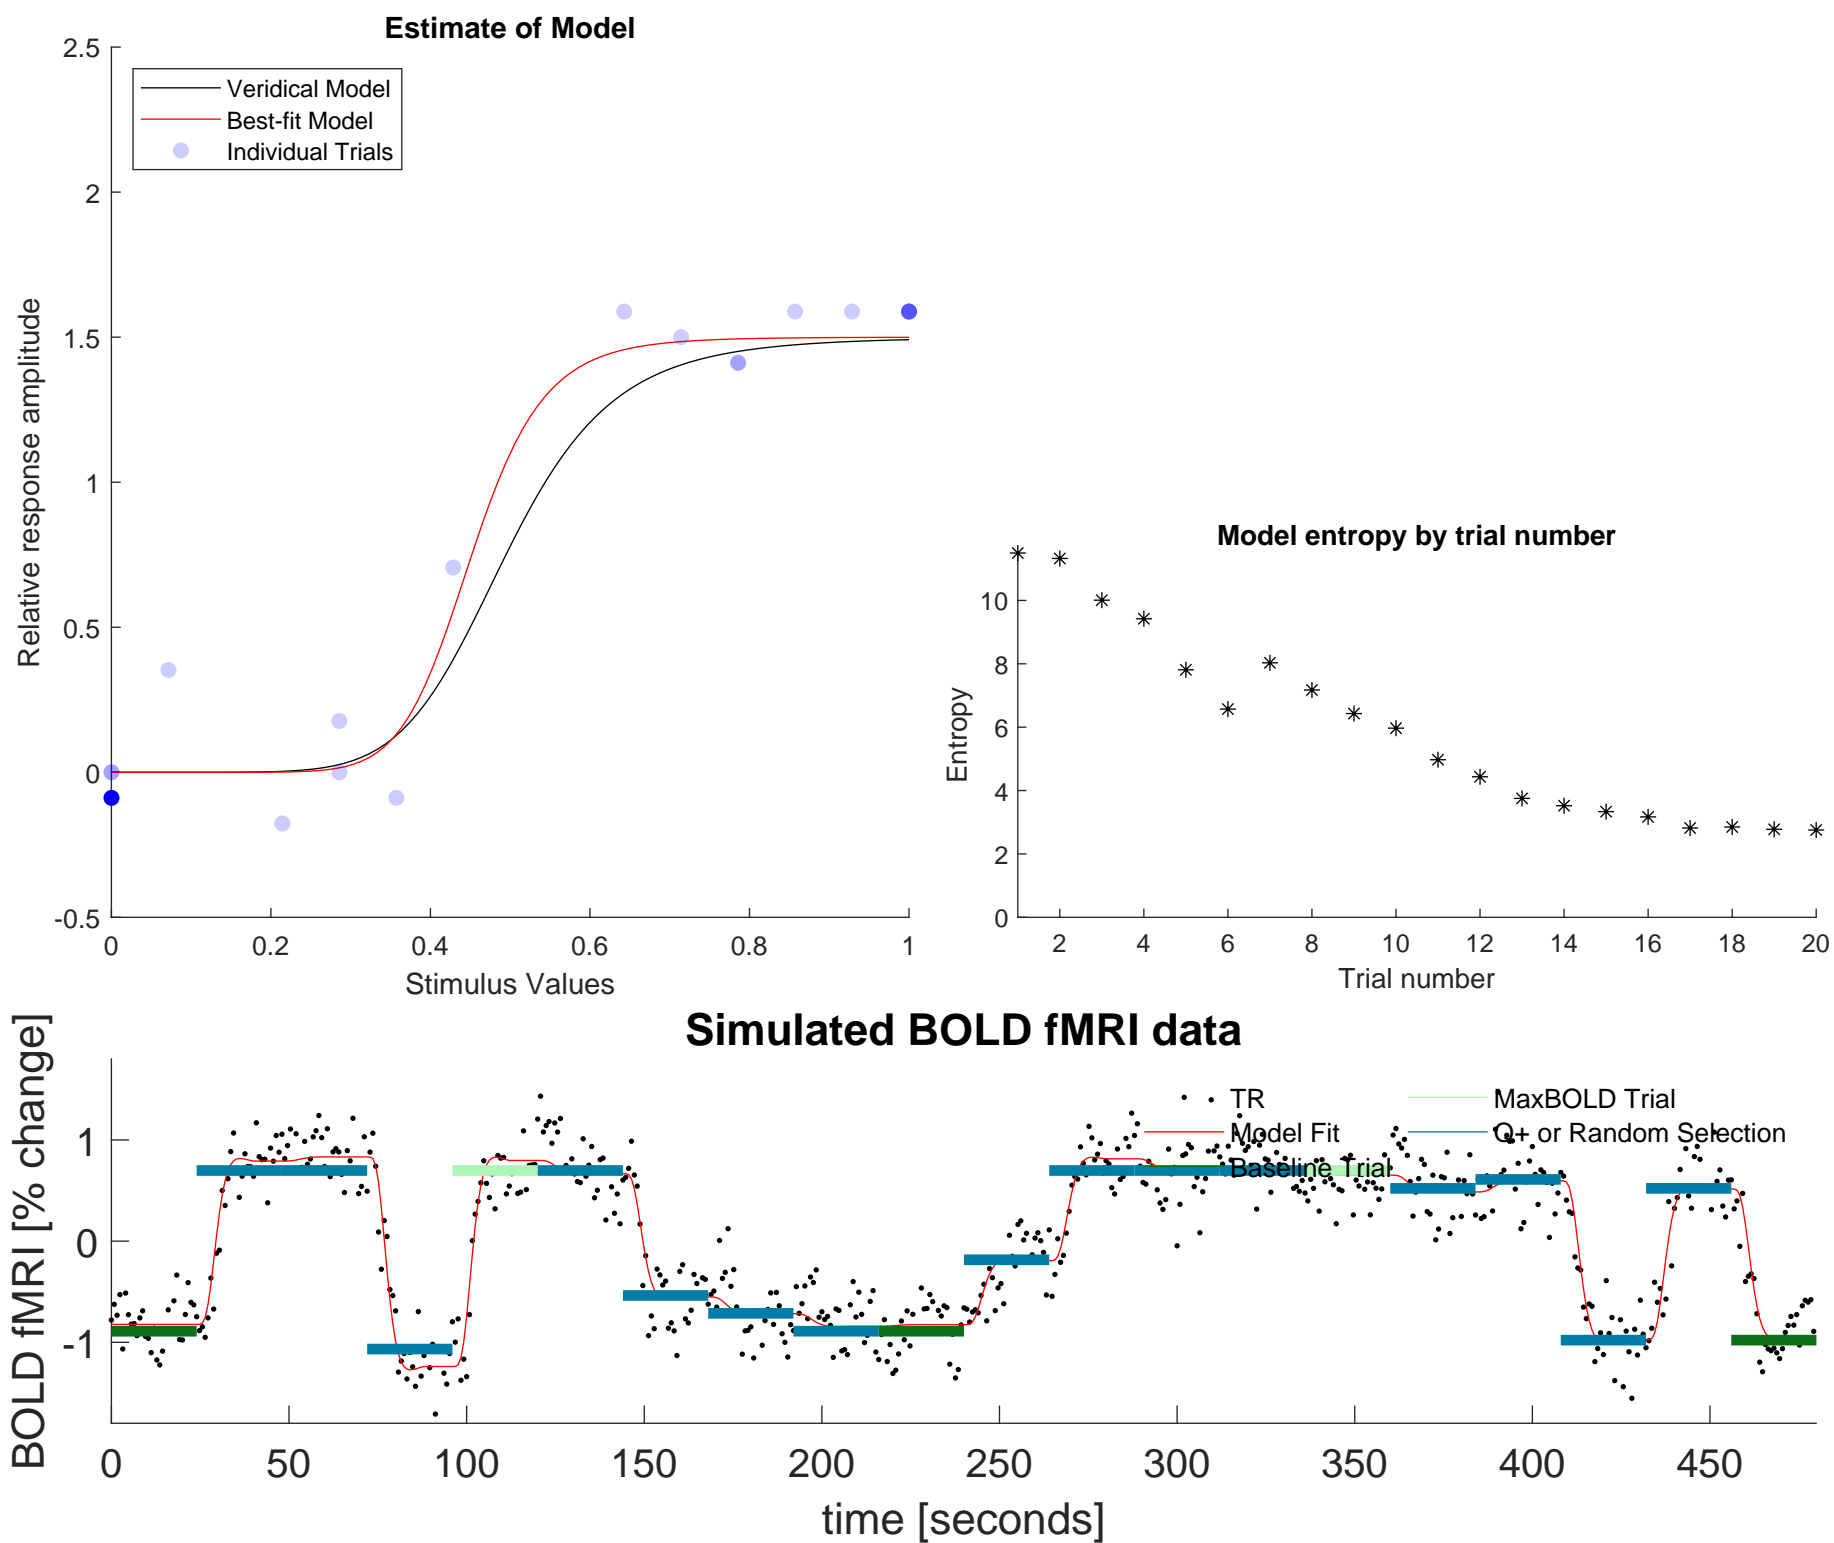 Estimate of Model
2.5
2
1.5
1
0.5
0
-0.5
Relative response amplitude
Veridical Model
Best-fit Model
Individual Trials
0 0.2 0.4 0.6 0.8 1
Stimulus Values
Model entropy by trial number
10
8
6
4
2
0
Entropy
2 4 6 8 10 12 14 16 18 20
Trial number
Simulated BOLD fMRI data
BOLD fMRI [% change]
1
0
-1
TR
Model Fit
Baseline Trial
MaxBOLD Trial
Q+ or Random Selection
0 50 100 150 200 250 300 350 400 450
time [seconds]